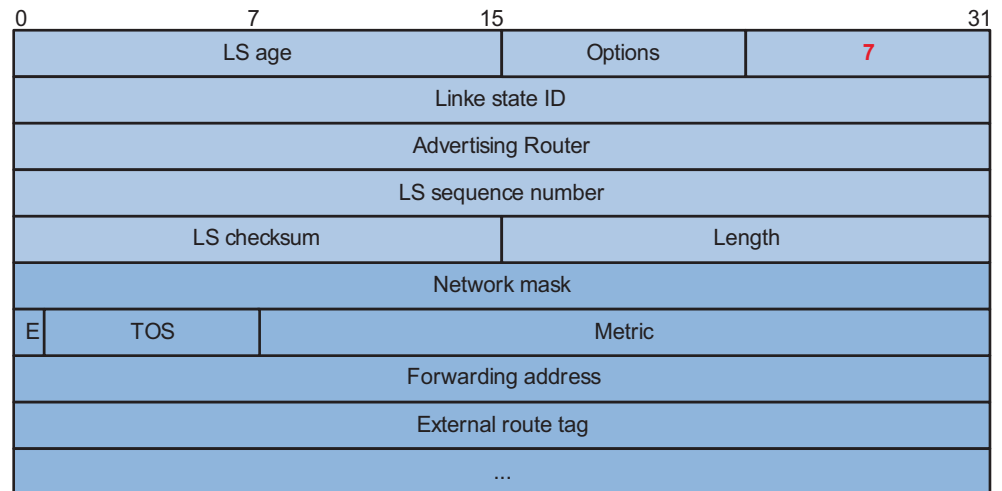 0 7 15 31
LS age Options 7
Linke state ID
Advertising Router
LS sequence number
LS checksum Length
Network mask
E TOS Metric
Forwarding address
External route tag
...